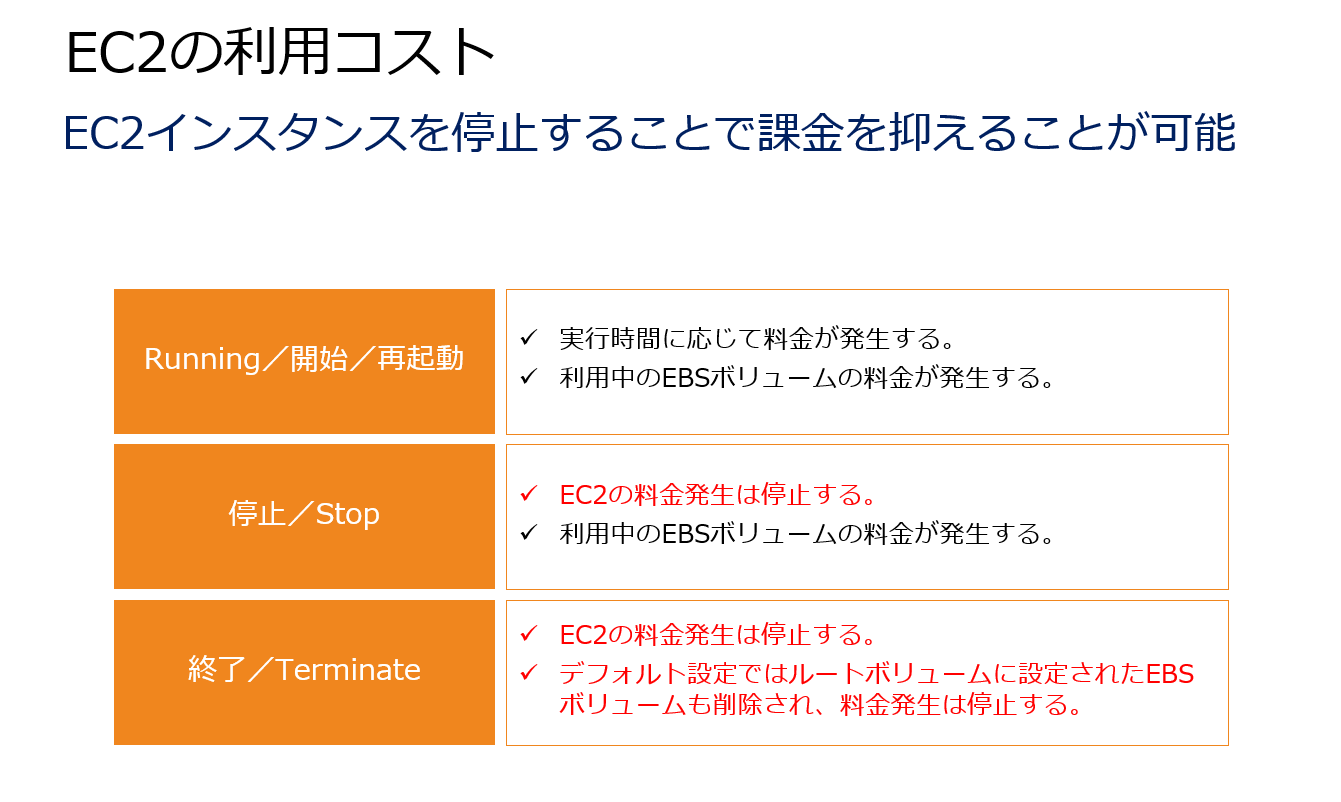 EC2の利用コスト
EC2インスタンスを停止することで課金を抑えることが可能
Running／開始／再起動
✓ 実行時間に応じて料金が発生する。
✓ 利用中のEBSボリュームの料金が発生する。
停止／Stop
✓ EC2の料金発生は停止する。
✓ 利用中のEBSボリュームの料金が発生する。
終了／Terminate
✓ EC2の料金発生は停止する。
✓ デフォルト設定ではルートボリュームに設定されたEBS
ボリュームも削除され、料金発生は停止する。